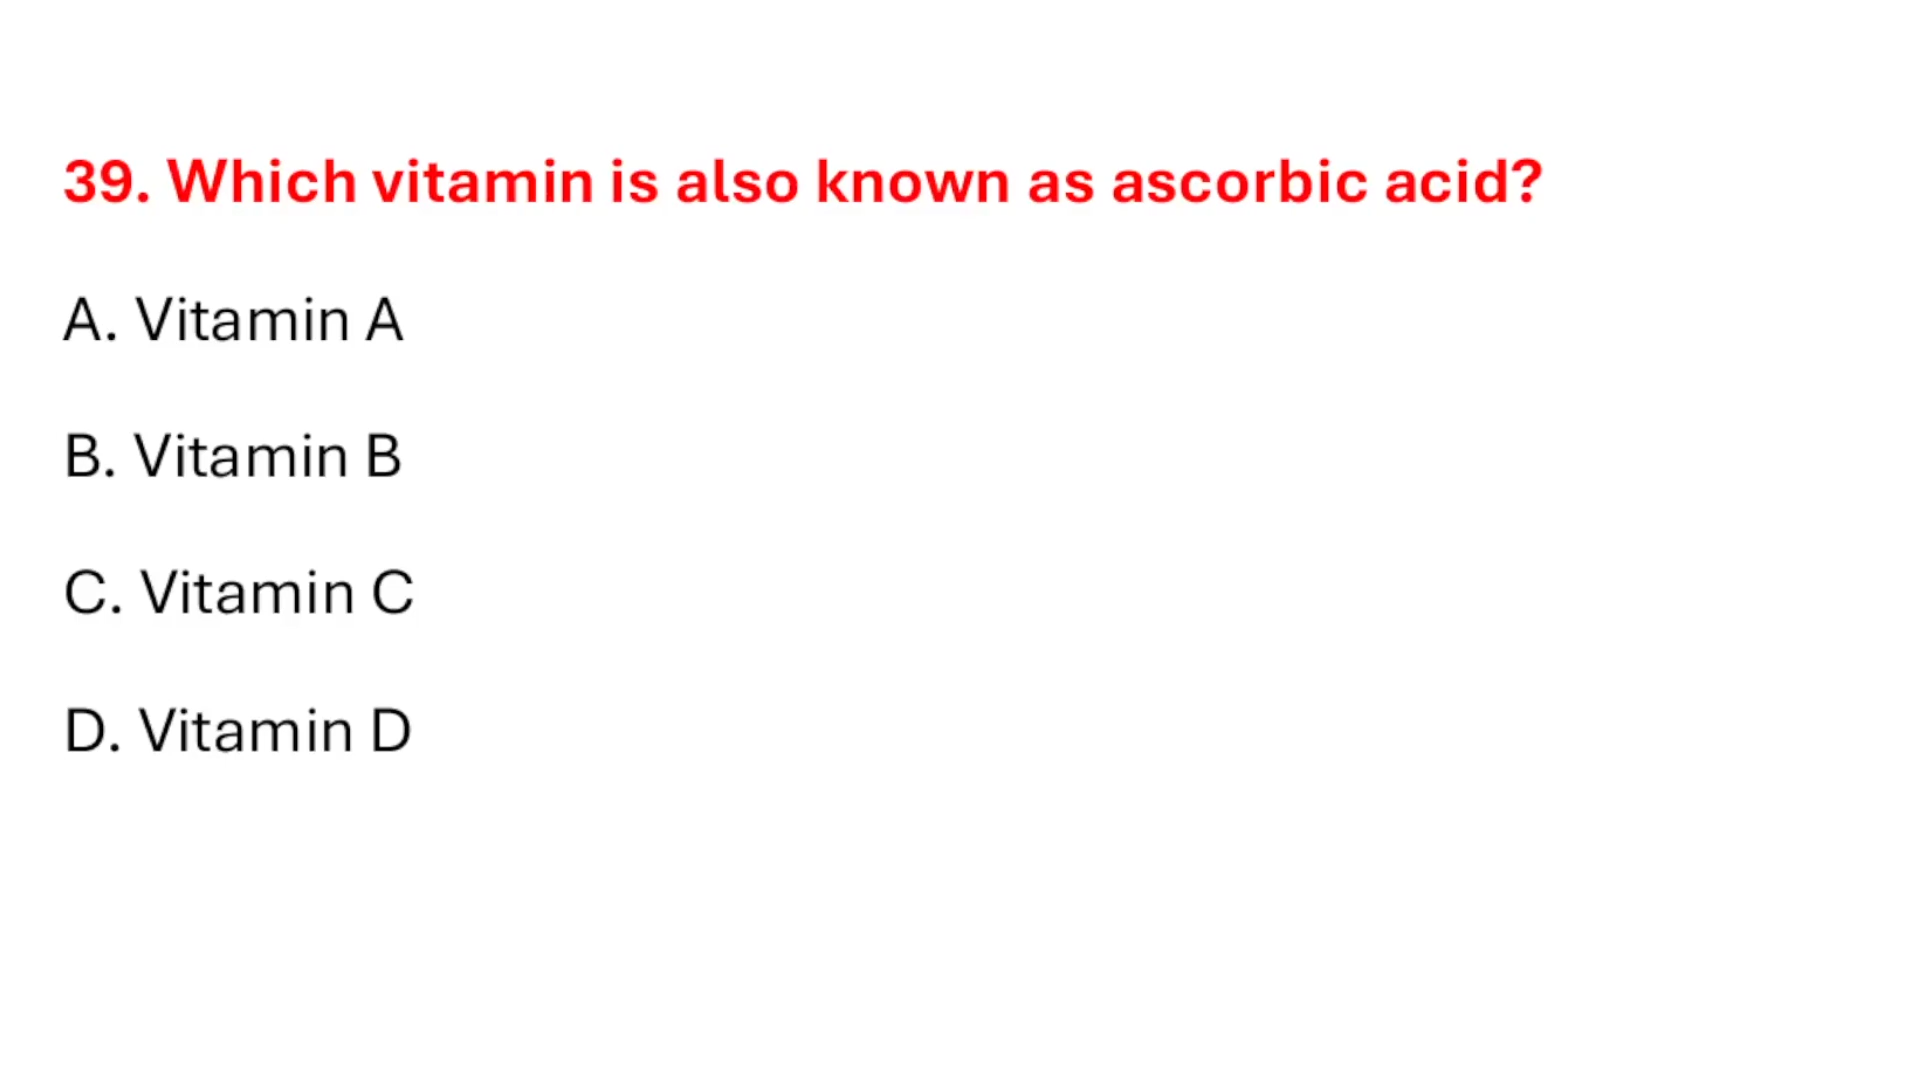 39. Which vitamin is also known as ascorbic acid?
A. Vitamin A
B. Vitamin B
C. Vitamin C
D. Vitamin D